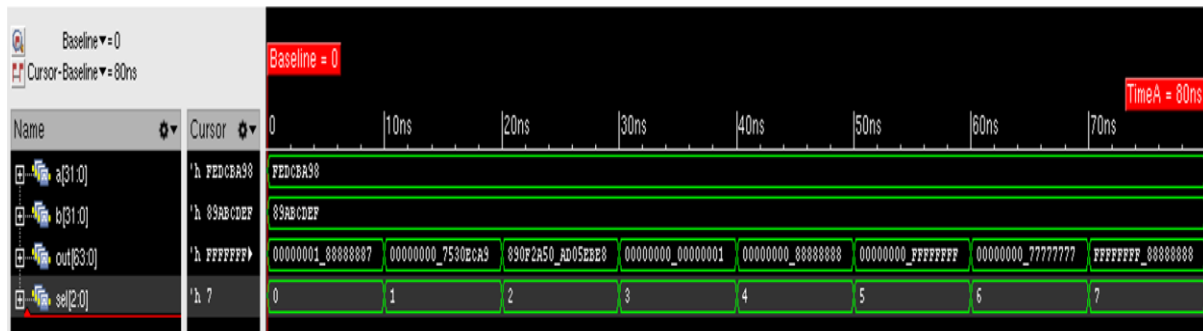 Baseline▼=0
Cursor-Baseline▼=80ns
Baseline = 0
TimeA = 80ns
Name Cursor 0 10ns 20ns 30ns 40ns 50ns 60ns 70ns
a[31:0] 'h FEDCBA98 FEDCBA98
b[31:0] 'h 89ABCDEF 89ABCDEF
out[63:0] 'h FFFFFFF 00000001_88888887 00000000_7530ECA9 890F2A50_AD05EBE8 00000000_00000001 00000000_88888888 00000000_FFFFFFFF 00000000_77777777 FFFFFFFF_88888888
sel[2:0] 'h 7 0 1 2 3 4 5 6 7